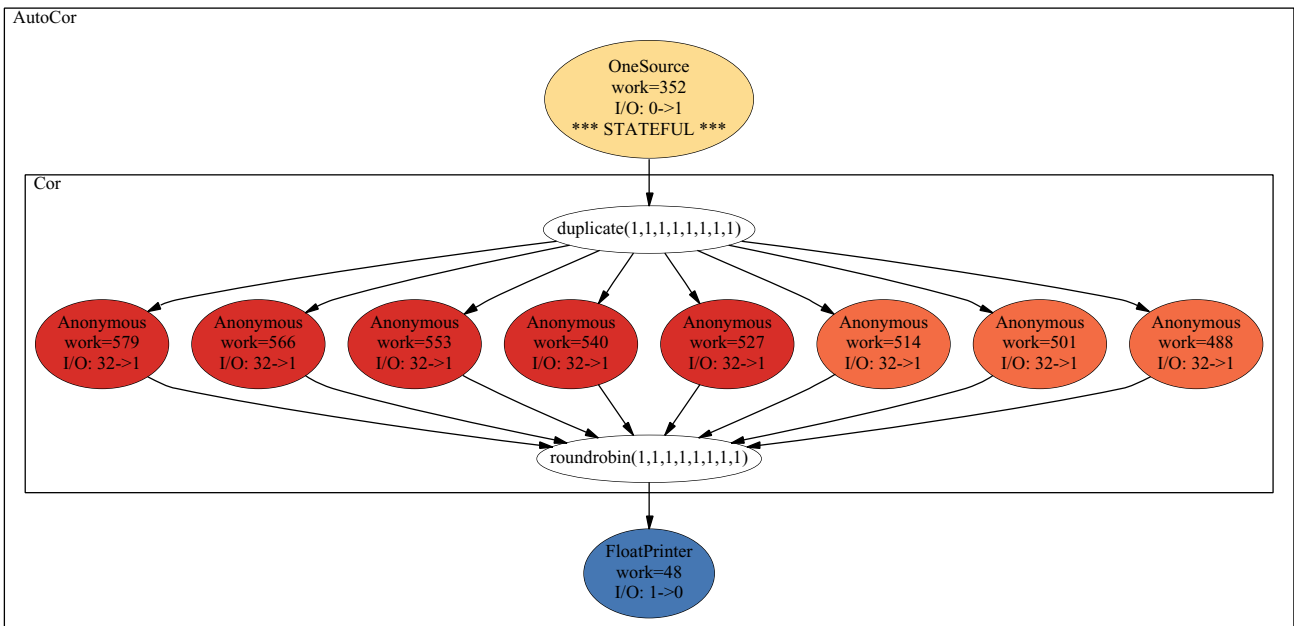 AutoCor
OneSource
work=352
I/O: 0->1
*** STATEFUL ***
Cor
duplicate(1,1,1,1,1,1,1,1)
Anonymous
work=579
I/O: 32->1
Anonymous
work=566
I/O: 32->1
Anonymous
work=553
I/O: 32->1
Anonymous
work=540
I/O: 32->1
Anonymous
work=527
I/O: 32->1
Anonymous
work=514
I/O: 32->1
Anonymous
work=501
I/O: 32->1
Anonymous
work=488
I/O: 32->1
roundrobin(1,1,1,1,1,1,1,1)
FloatPrinter
work=48
I/O: 1->0